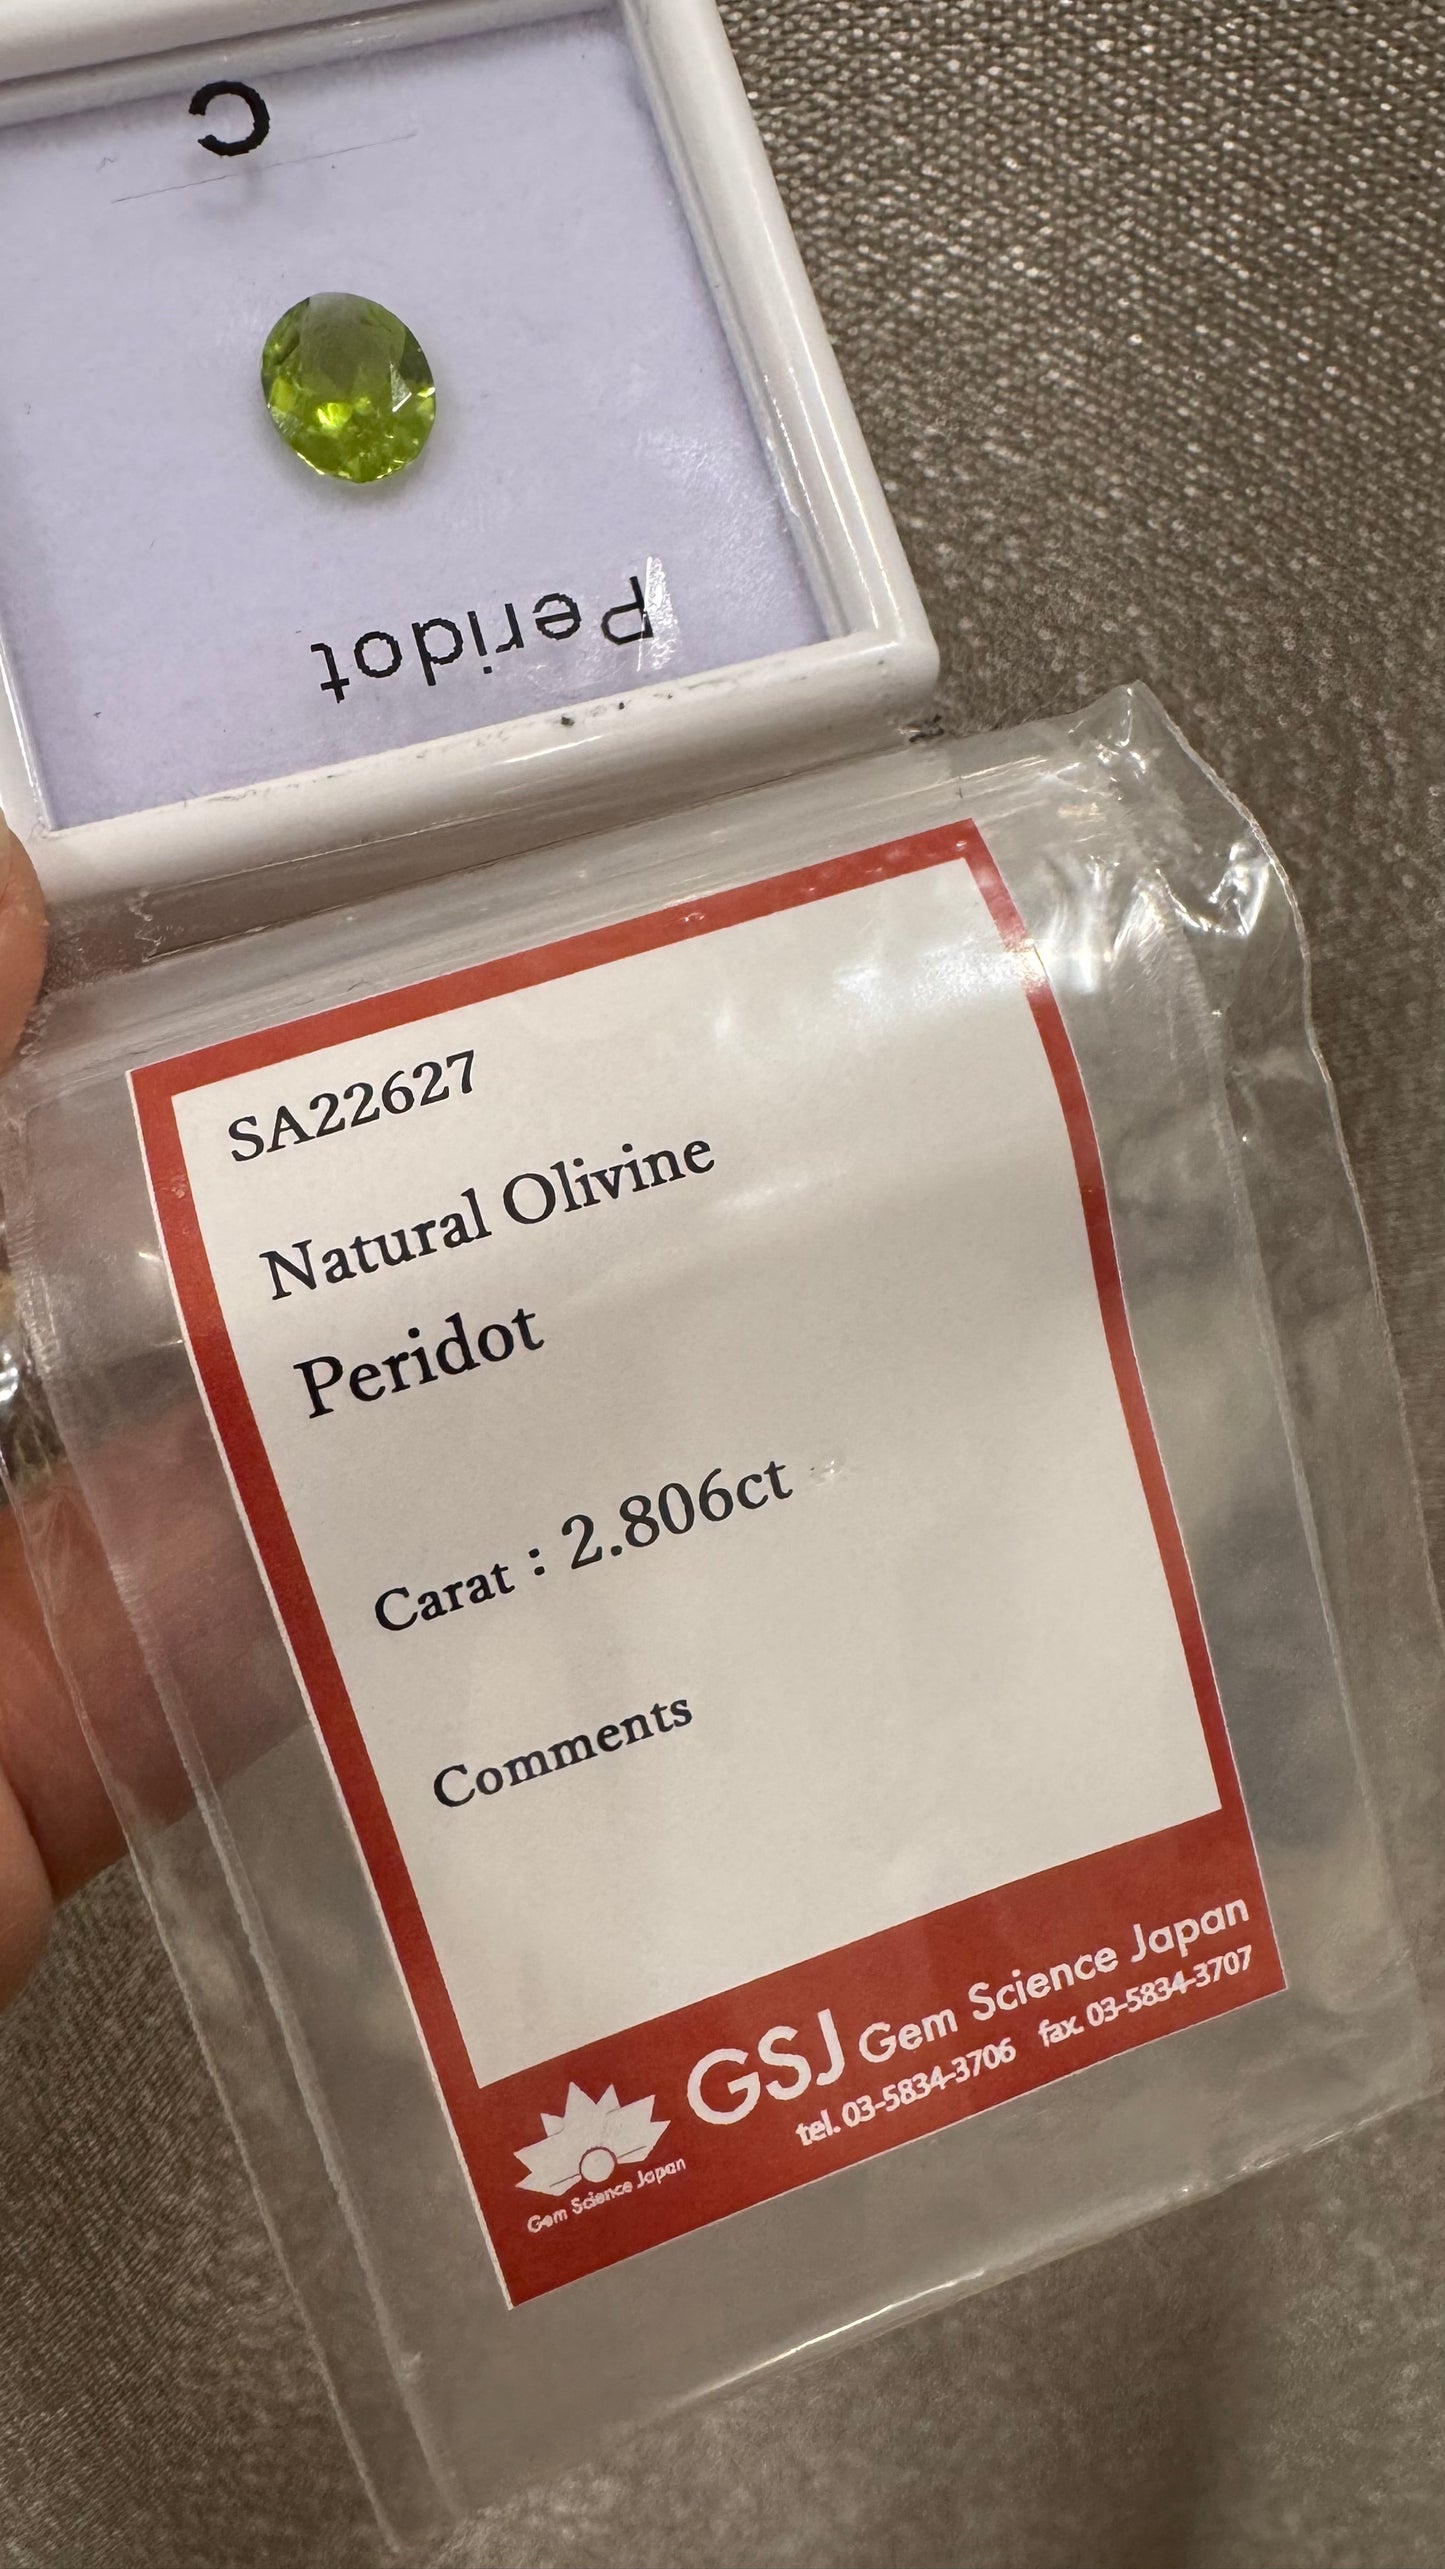 C
Peridot
SA22627
Natural Olivine
Peridot
Carat : 2.806ct
Comments
GSJ Gem Science Japan
tel. 03-5834-3706 fax. 03-5834-3707
Gem Science Japan